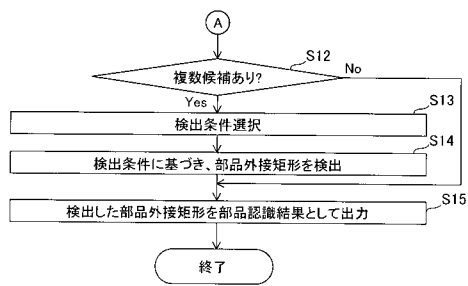 A
S12
複数候補あり?
No
Yes
S13
検出条件選択
S14
検出条件に基づき、部品外接矩形を検出
S15
検出した部品外接矩形を部品認識結果として出力
終了